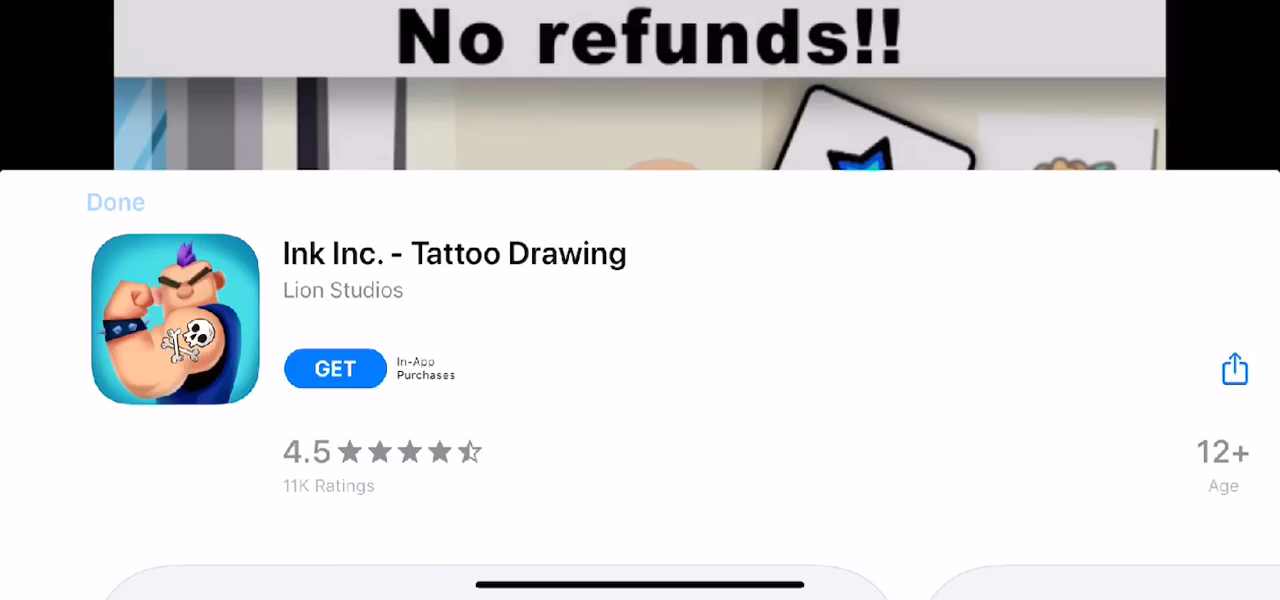 No refunds!!
Done
Ink Inc. - Tattoo Drawing
Lion Studios
GET
In-App
Purchases
4.5
12+
11K Ratings
Age